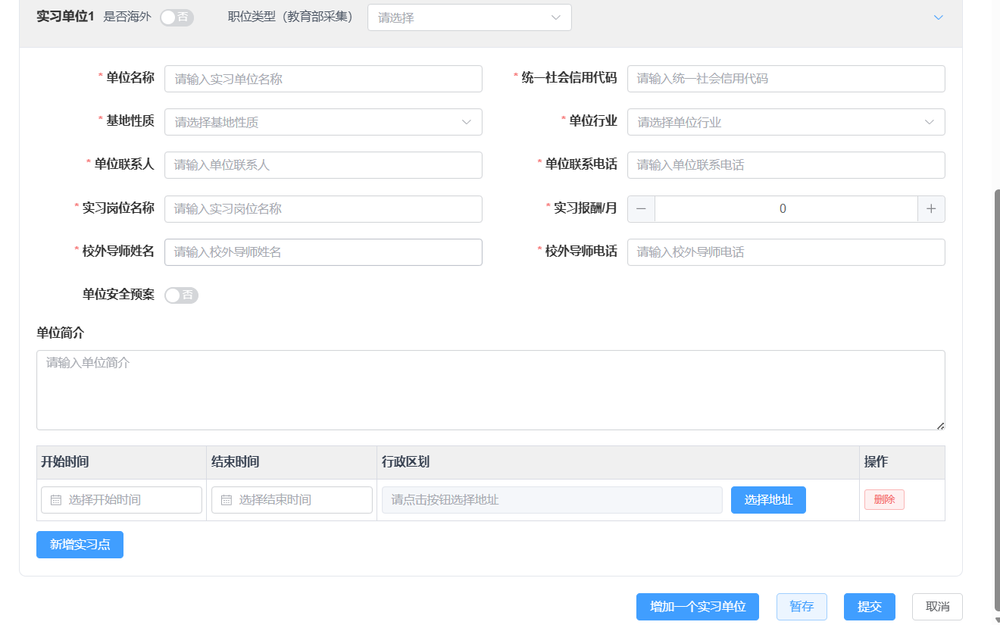 实习单位1 是否海外 否 职位类型（教育部采集） 请选择
* 单位名称 请输入实习单位名称 * 统一社会信用代码 请输入统一社会信用代码
* 基地性质 请选择基地性质 * 单位行业 请选择单位行业
* 单位联系人 请输入单位联系人 * 单位联系电话 请输入单位联系电话
* 实习岗位名称 请输入实习岗位名称 * 实习报酬/月 — 0 +
* 校外导师姓名 请输入校外导师姓名 * 校外导师电话 请输入校外导师电话
单位安全预案 否
单位简介
请输入单位简介
开始时间 结束时间 行政区划 操作
选择开始时间 选择结束时间 请点击按钮选择地址 选择地址 删除
新增实习点
增加一个实习单位 暂存 提交 取消